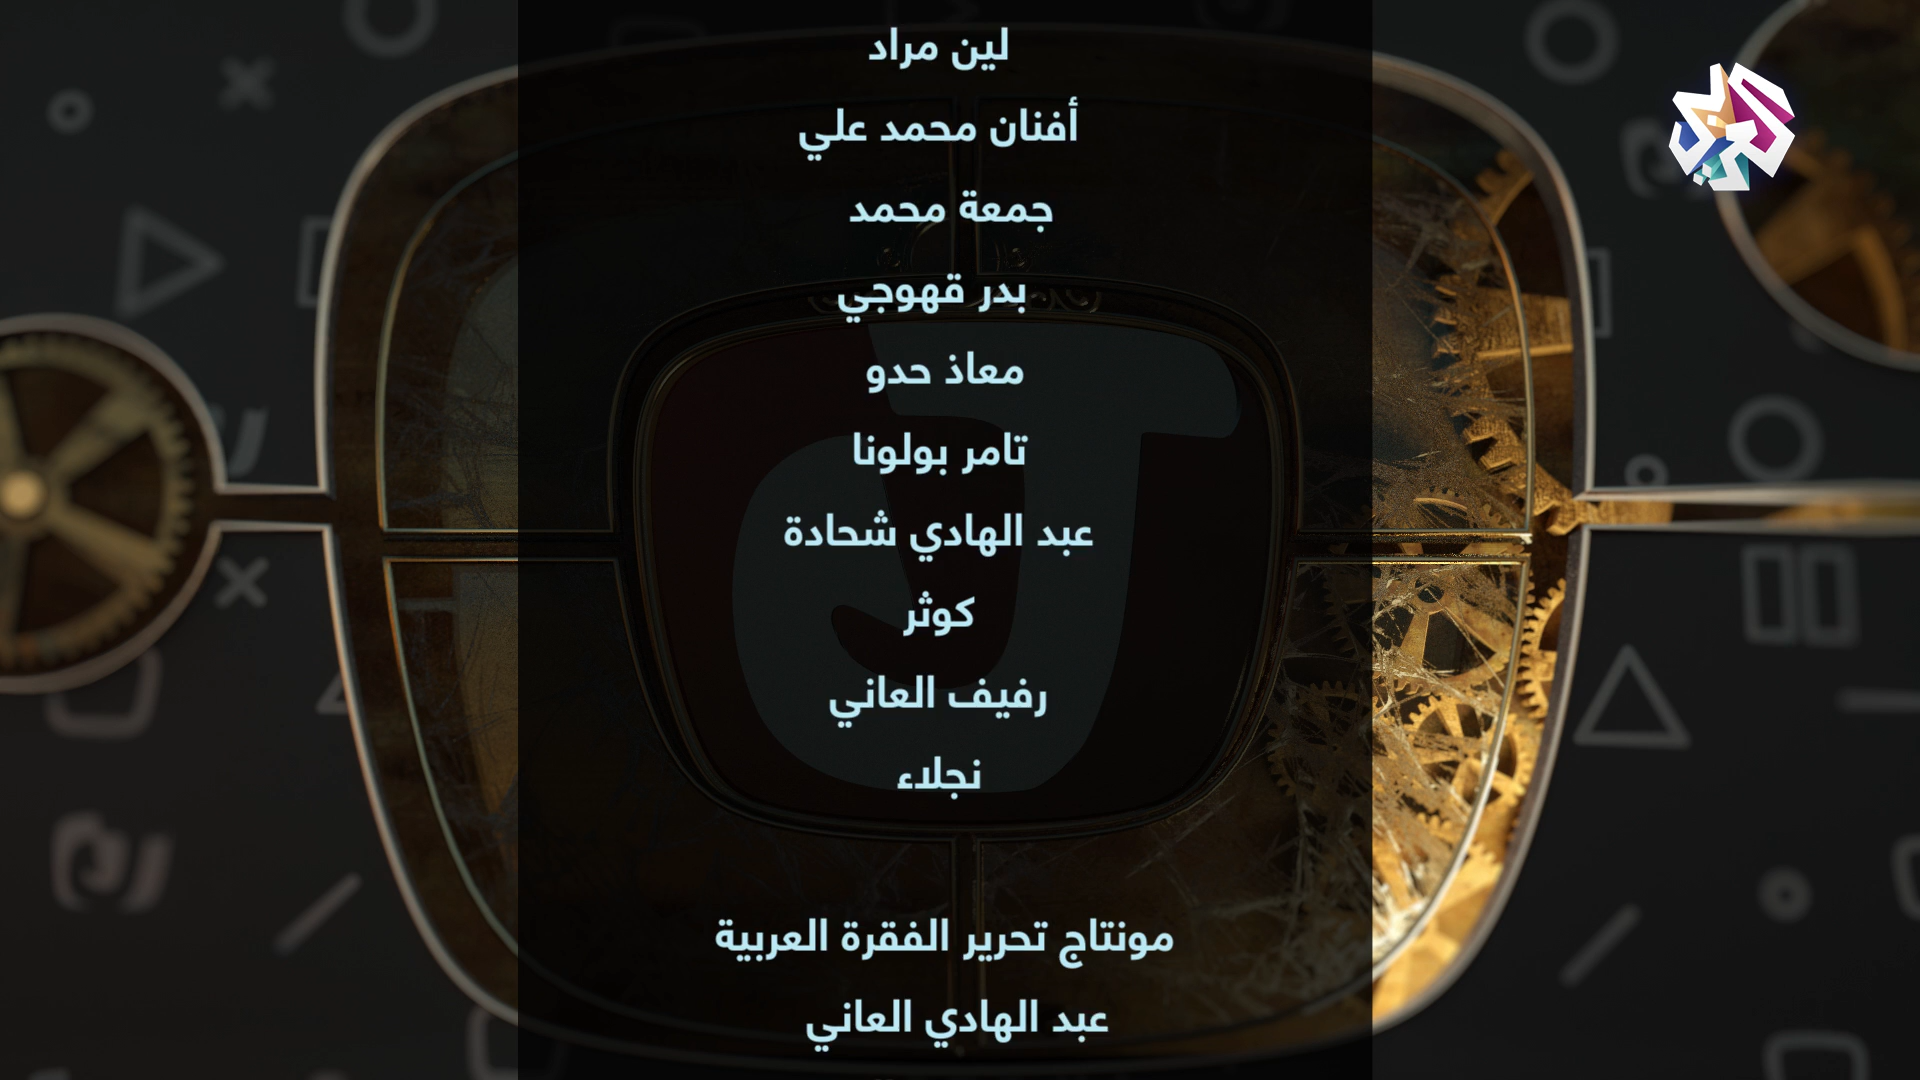 لين مراد
أفنان محمد علي
جمعة محمد
بدر قهوجي
معاذ حدو
تامر بولونا
عبد الهادي شحادة
كوثر
رفيف العاني
نجلاء
مونتاج تحرير الفقرة العربية
عبد الهادي العاني